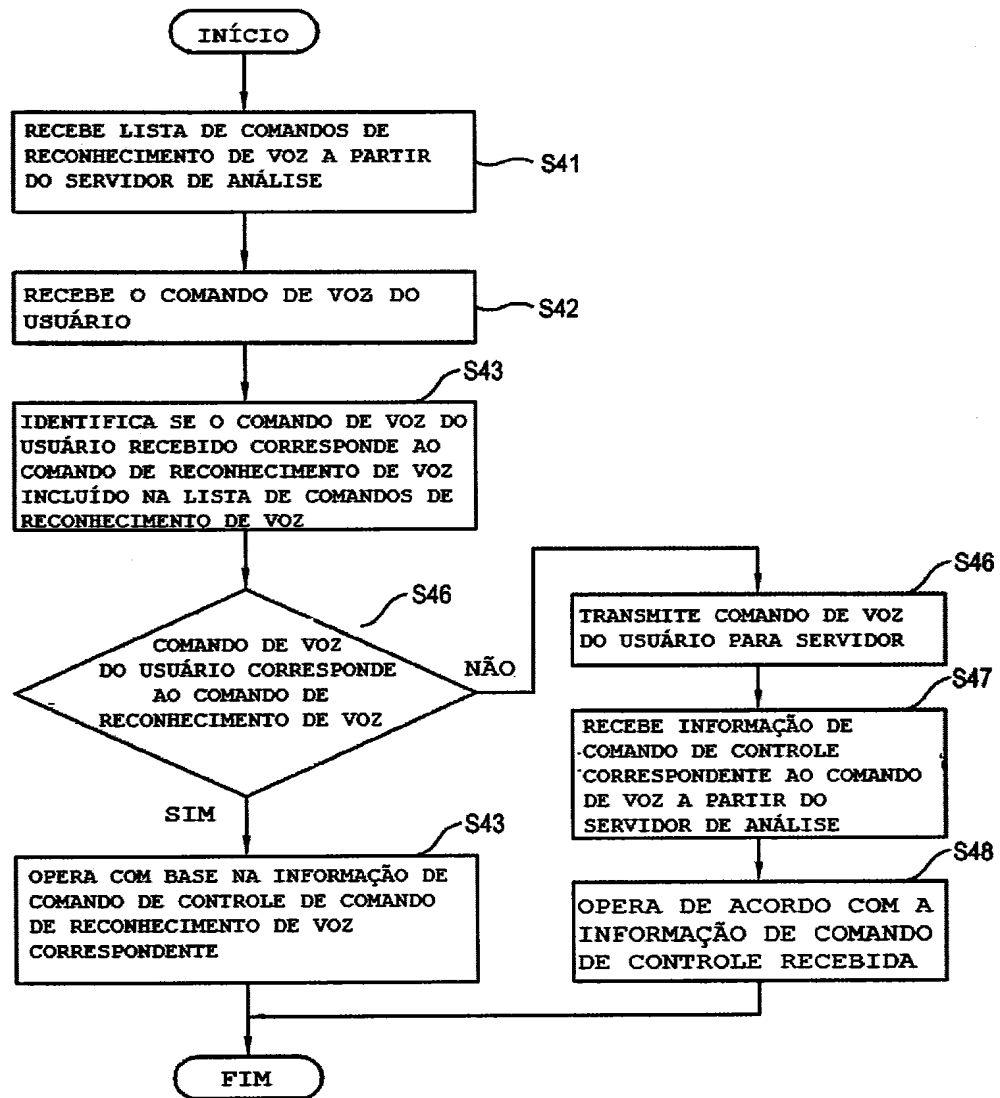 INÍCIO
RECEBE LISTA DE COMANDOS DE
RECONHECIMENTO DE VOZ A PARTIR
DO SERVIDOR DE ANÁLISE
S41
RECEBE O COMANDO DE VOZ DO
USUÁRIO
S42
S43
IDENTIFICA SE O COMANDO DE VOZ DO
USUÁRIO RECEBIDO CORRESPONDE AO
COMANDO DE RECONHECIMENTO DE VOZ
INCLUÍDO NA LISTA DE COMANDOS DE
RECONHECIMENTO DE VOZ
S46
COMANDO DE VOZ
DO USUÁRIO CORRESPONDE
AO COMANDO DE
RECONHECIMENTO DE VOZ
NÃO
SIM
S43
OPERA COM BASE NA INFORMAÇÃO DE
COMANDO DE CONTROLE DE COMANDO
DE RECONHECIMENTO DE VOZ
CORRESPONDENTE
S46
TRANSMITE COMANDO DE VOZ
DO USUÁRIO PARA SERVIDOR
S47
RECEBE INFORMAÇÃO DE
COMANDO DE CONTROLE
CORRESPONDENTE AO COMANDO
DE VOZ A PARTIR DO
SERVIDOR DE ANÁLISE
S48
OPERA DE ACORDO COM A
INFORMAÇÃO DE COMANDO
DE CONTROLE RECEBIDA
FIM